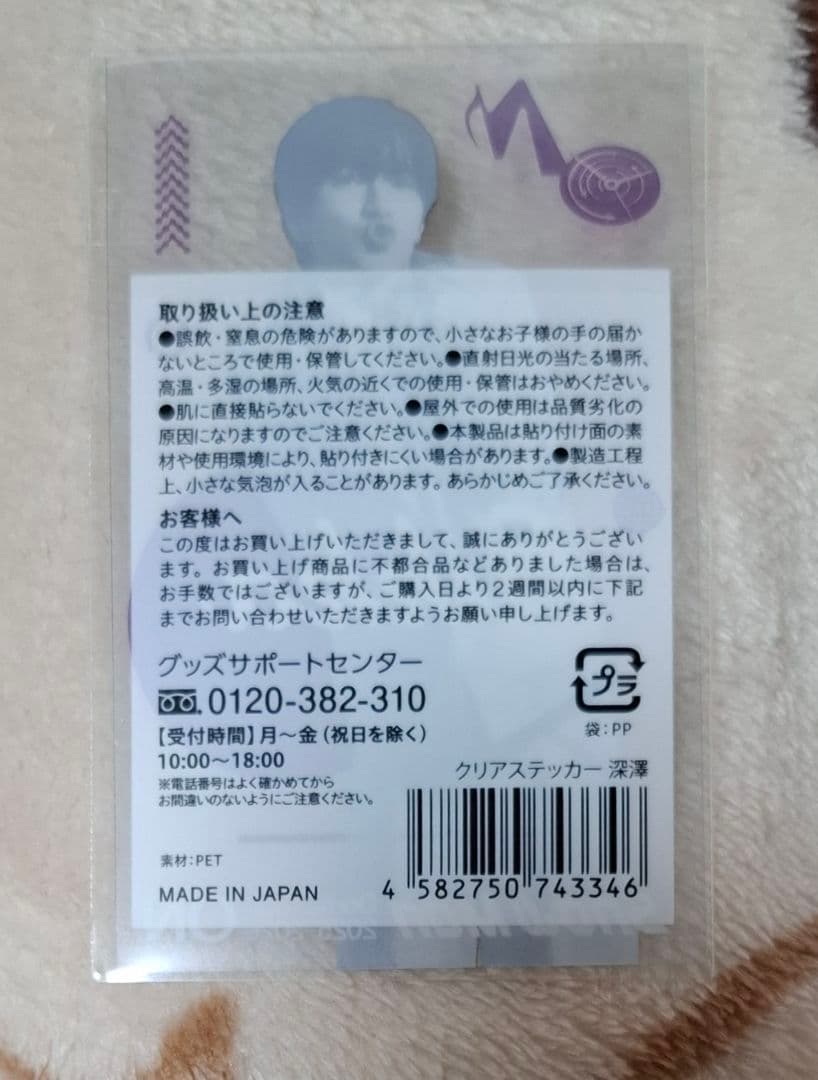 取り扱い上の注意
●誤飲・窒息の危険がありますので、小さなお子様の手の届か
ないところで使用・保管してください。●直射日光の当たる場所、
高温・多湿の場所、火気の近くでの使用・保管はおやめください。
●肌に直接貼らないでください。●屋外での使用は品質劣化の
原因になりますのでご注意ください。●本製品は貼り付け面の素
材や使用環境により、貼り付きにくい場合があります。●製造工程
上、小さな気泡が入ることがあります。あらかじめご了承ください。
お客様へ
この度はお買い上げいただきまして、誠にありがとうござい
ます。お買い上げ商品に不都合品などありました場合は、
お手数ではございますが、ご購入日より2週間以内に下記
までお問い合わせいただきますようお願い申し上げます。
グッズサポートセンター
0120-382-310
【受付時間】月～金（祝日を除く）
10:00～18:00
※電話番号はよく確かめてから
お間違いのないようにご注意ください。
プラ
袋：PP
クリアステッカー 深澤
素材：PET
MADE IN JAPAN
4 582750 743346